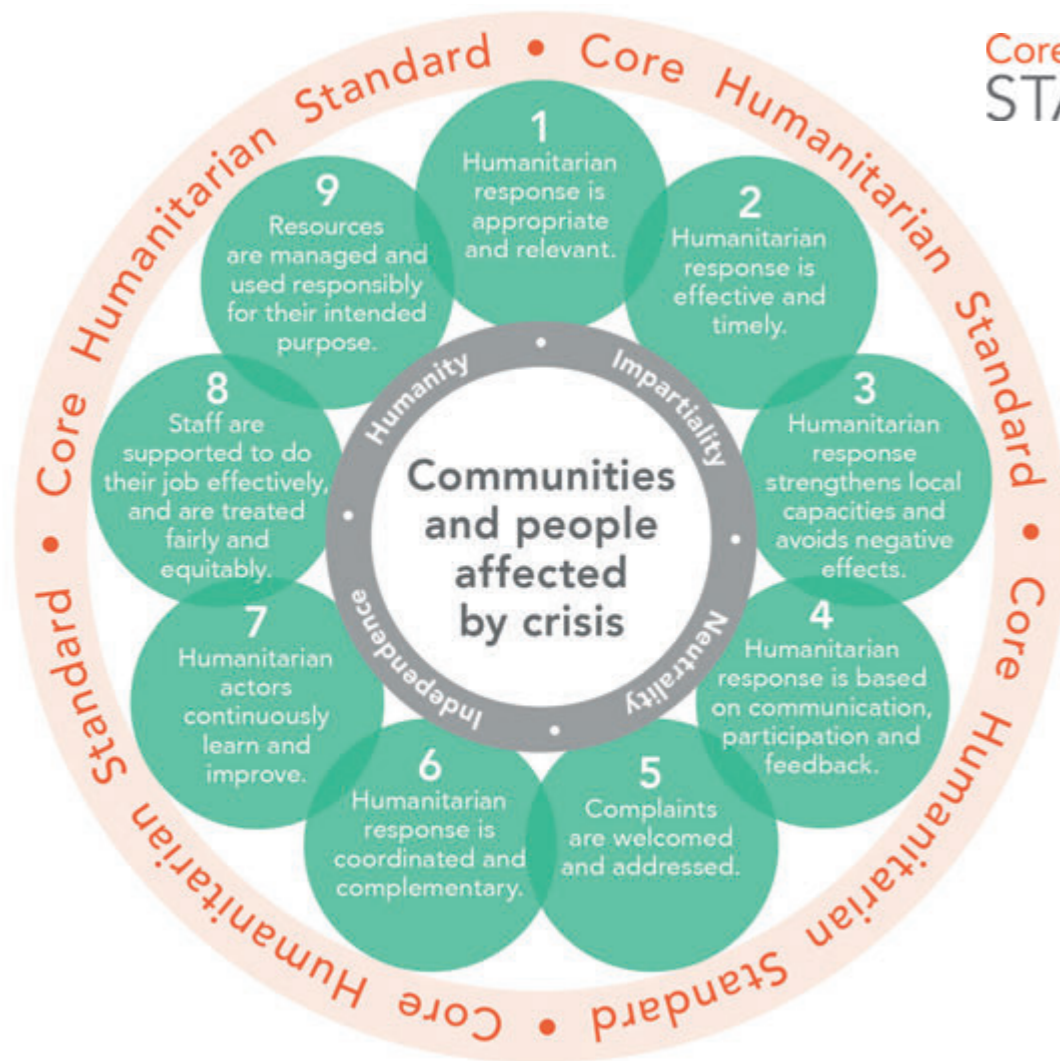 Core
STA
Core Humanitarian Standard • Core Humanitarian Standard • Core Humanitarian Standard • Core Humanitarian Standard •
1
Humanitarian
response is
appropriate
and relevant.
2
Humanitarian
response is
effective and
timely.
3
Humanitarian
response
strengthens local
capacities and
avoids negative
effects.
4
Humanitarian
response is based
on communication,
participation and
feedback.
5
Complaints
are welcomed
and addressed.
6
Humanitarian
response is
coordinated and
complementary.
7
Humanitarian
actors
continuously
learn and
improve.
8
Staff are
supported to do
their job effectively,
and are treated
fairly and
equitably.
9
Resources
are managed and
used responsibly
for their intended
purpose.
Humanity • Impartiality • Neutrality • Independence •
Communities
and people
affected
by crisis